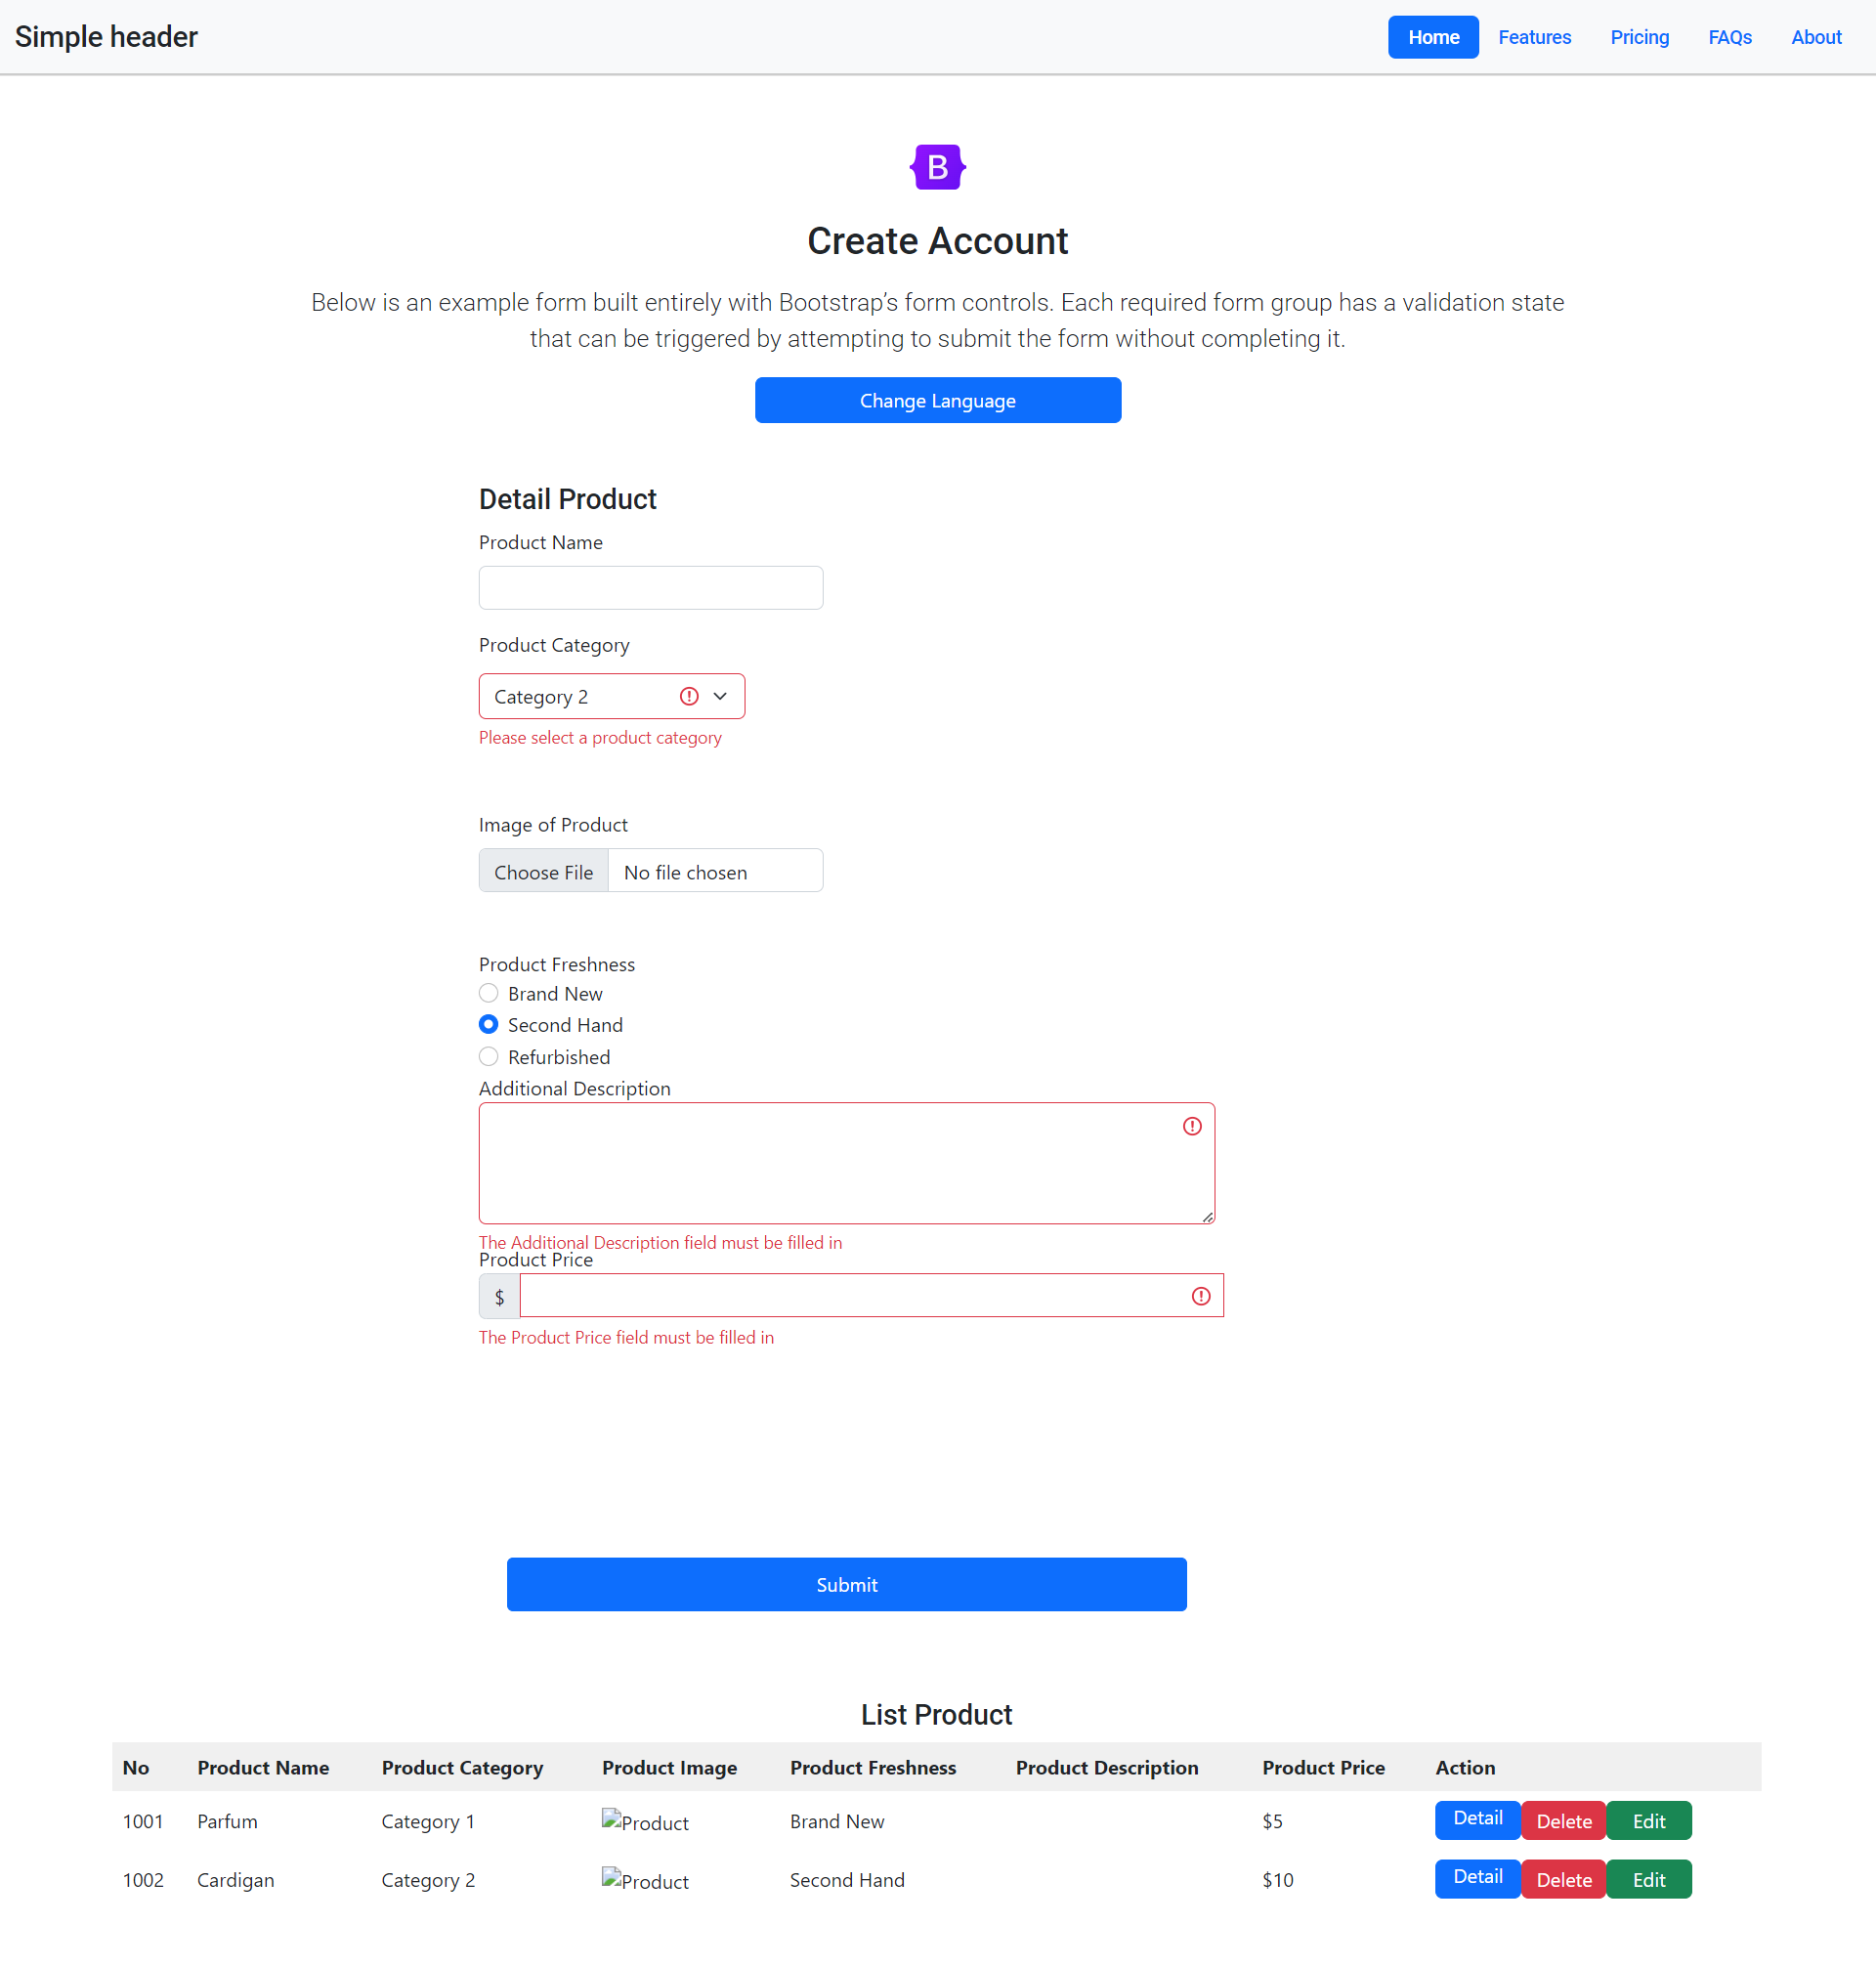 Simple header
Home Features Pricing FAQs About
B
Create Account
Below is an example form built entirely with Bootstrap’s form controls. Each required form group has a validation state
that can be triggered by attempting to submit the form without completing it.
Change Language
Detail Product
Product Name
Product Category
Category 2
Please select a product category
Image of Product
Choose File No file chosen
Product Freshness
Brand New
Second Hand
Refurbished
Additional Description
The Additional Description field must be filled in
Product Price
$
The Product Price field must be filled in
Submit
List Product
No Product Name Product Category Product Image Product Freshness Product Description Product Price Action
1001 Parfum Category 1 Product Brand New $5 Detail Delete Edit
1002 Cardigan Category 2 Product Second Hand $10 Detail Delete Edit